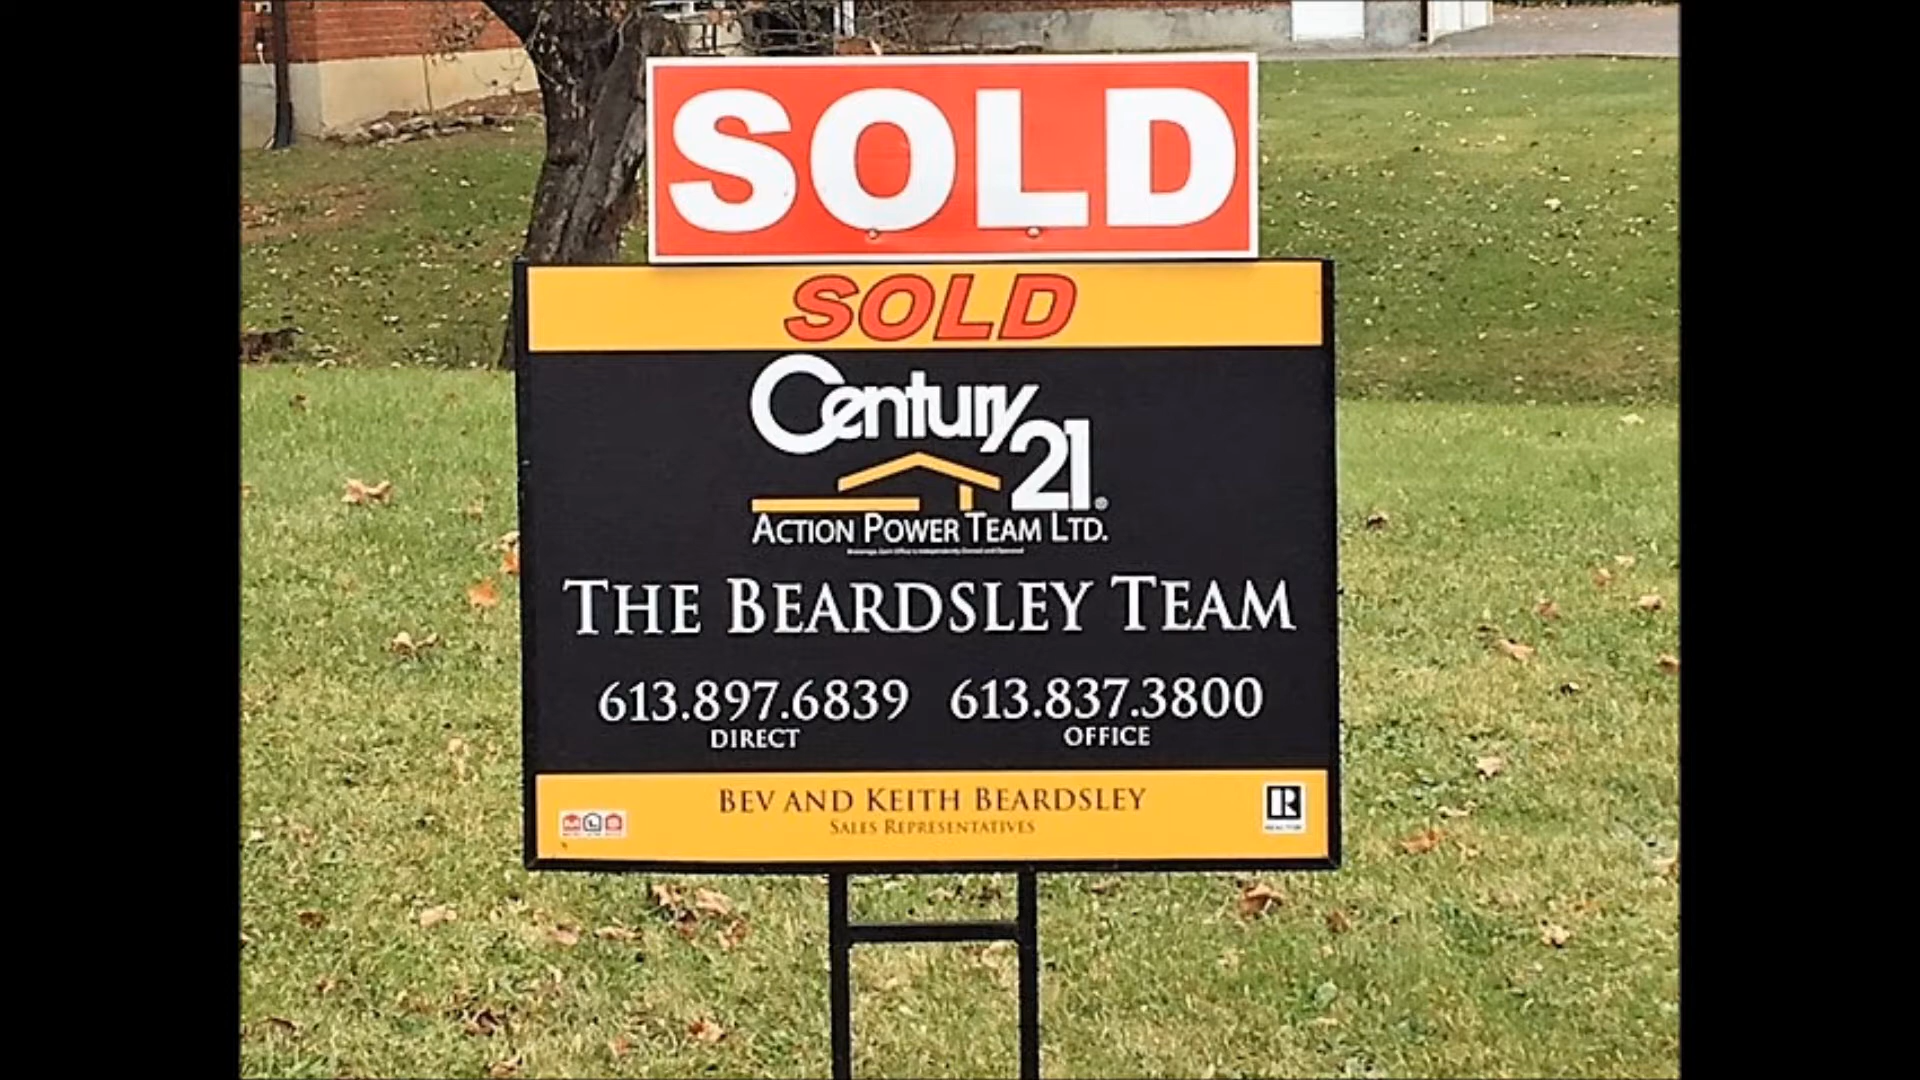 SOLD
SOLD
Century 21®
ACTION POWER TEAM LTD.
THE BEARDSLEY TEAM
613.897.6839 613.837.3800
DIRECT OFFICE
BEV AND KEITH BEARDSLEY
SALES REPRESENTATIVES
R